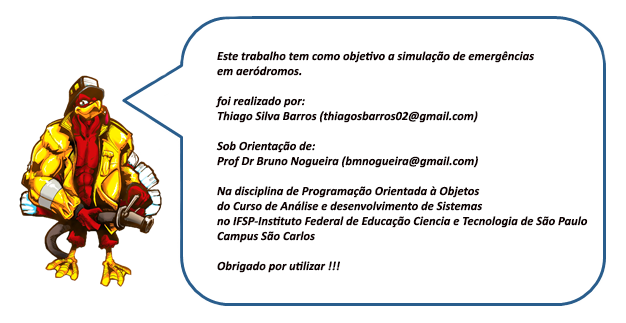 Este trabalho tem como objetivo a simulação de emergências
em aeródromos.
foi realizado por:
Thiago Silva Barros (thiagosbarros02@gmail.com)
Sob Orientação de:
Prof Dr Bruno Nogueira (bmnogueira@gmail.com)
Na disciplina de Programação Orientada à Objetos
do Curso de Análise e desenvolvimento de Sistemas
no IFSP-Instituto Federal de Educação Ciencia e Tecnologia de São Paulo
Campus São Carlos
Obrigado por utilizar !!!